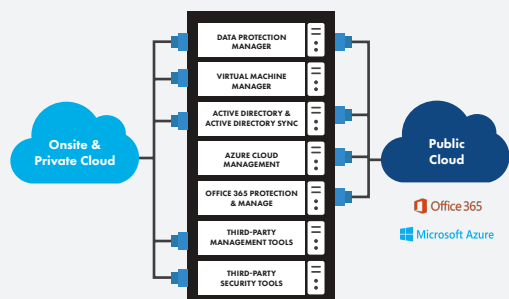 DATA PROTECTION
MANAGER
VIRTUAL MACHINE
MANAGER
ACTIVE DIRECTORY &
ACTIVE DIRECTORY SYNC
AZURE CLOUD
MANAGEMENT
OFFICE 365 PROTECTION
& MANAGE
THIRD-PARTY
MANAGEMENT TOOLS
THIRD-PARTY
SECURITY TOOLS
Onsite &
Private Cloud
Public
Cloud
Office 365
Microsoft Azure